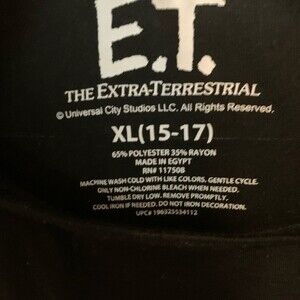 E.T.
THE EXTRA-TERRESTRIAL
© Universal City Studios LLC. All Rights Reserved.
XL(15-17)
65% POLYESTER 35% RAYON
MADE IN EGYPT
RN# 117508
MACHINE WASH COLD WITH LIKE COLORS, GENTLE CYCLE.
ONLY NON-CHLORINE BLEACH WHEN NEEDED.
TUMBLE DRY LOW. REMOVE PROMPTLY.
COOL IRON IF NEEDED. DO NOT IRON DECORATION.
UPC# 190325534112